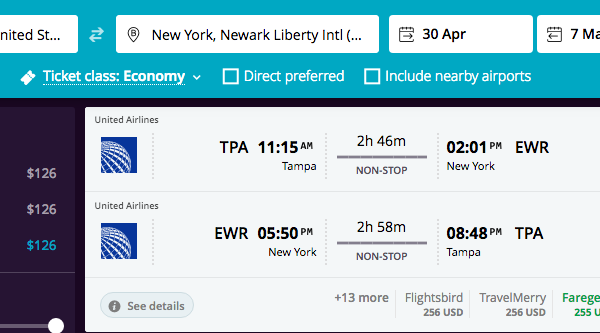 nited St...
New York, Newark Liberty Intl (...
30 Apr
7 Ma
Ticket class: Economy
Direct preferred
Include nearby airports
$126
$126
$126
United Airlines
TPA 11:15 AM
Tampa
2h 46m
NON-STOP
02:01 PM EWR
New York
United Airlines
EWR 05:50 PM
New York
2h 58m
NON-STOP
08:48 PM TPA
Tampa
See details
+13 more
Flightsbird
256 USD
TravelMerry
256 USD
Farege
255 U